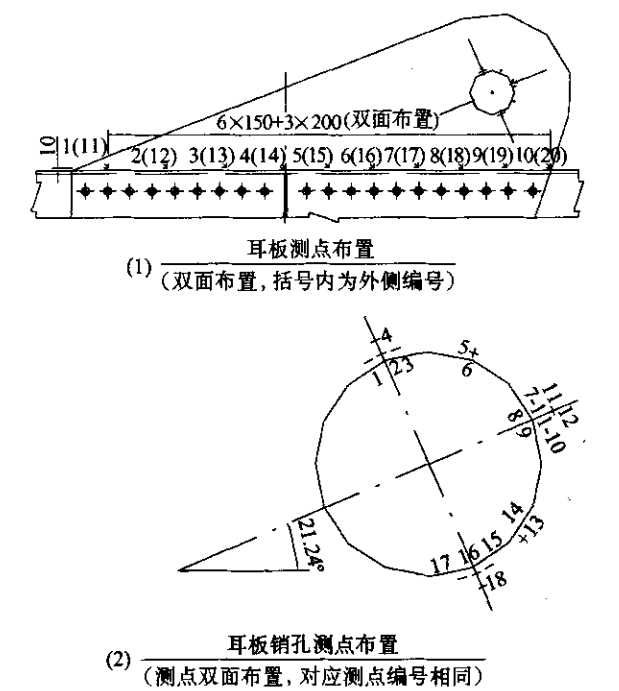 6×150+3×200(双面布置)
10
1(11) 2(12) 3(13) 4(14) 5(15) 6(16) 7(17) 8(18) 9(19) 10(20)
(1) 耳板测点布置
(双面布置，括号内为外侧编号)
4
1 23 5
6
7 11 12
8 9 1 10
21.24°
14
13
17 16 15
18
(2) 耳板销孔测点布置
(测点双面布置，对应测点编号相同)